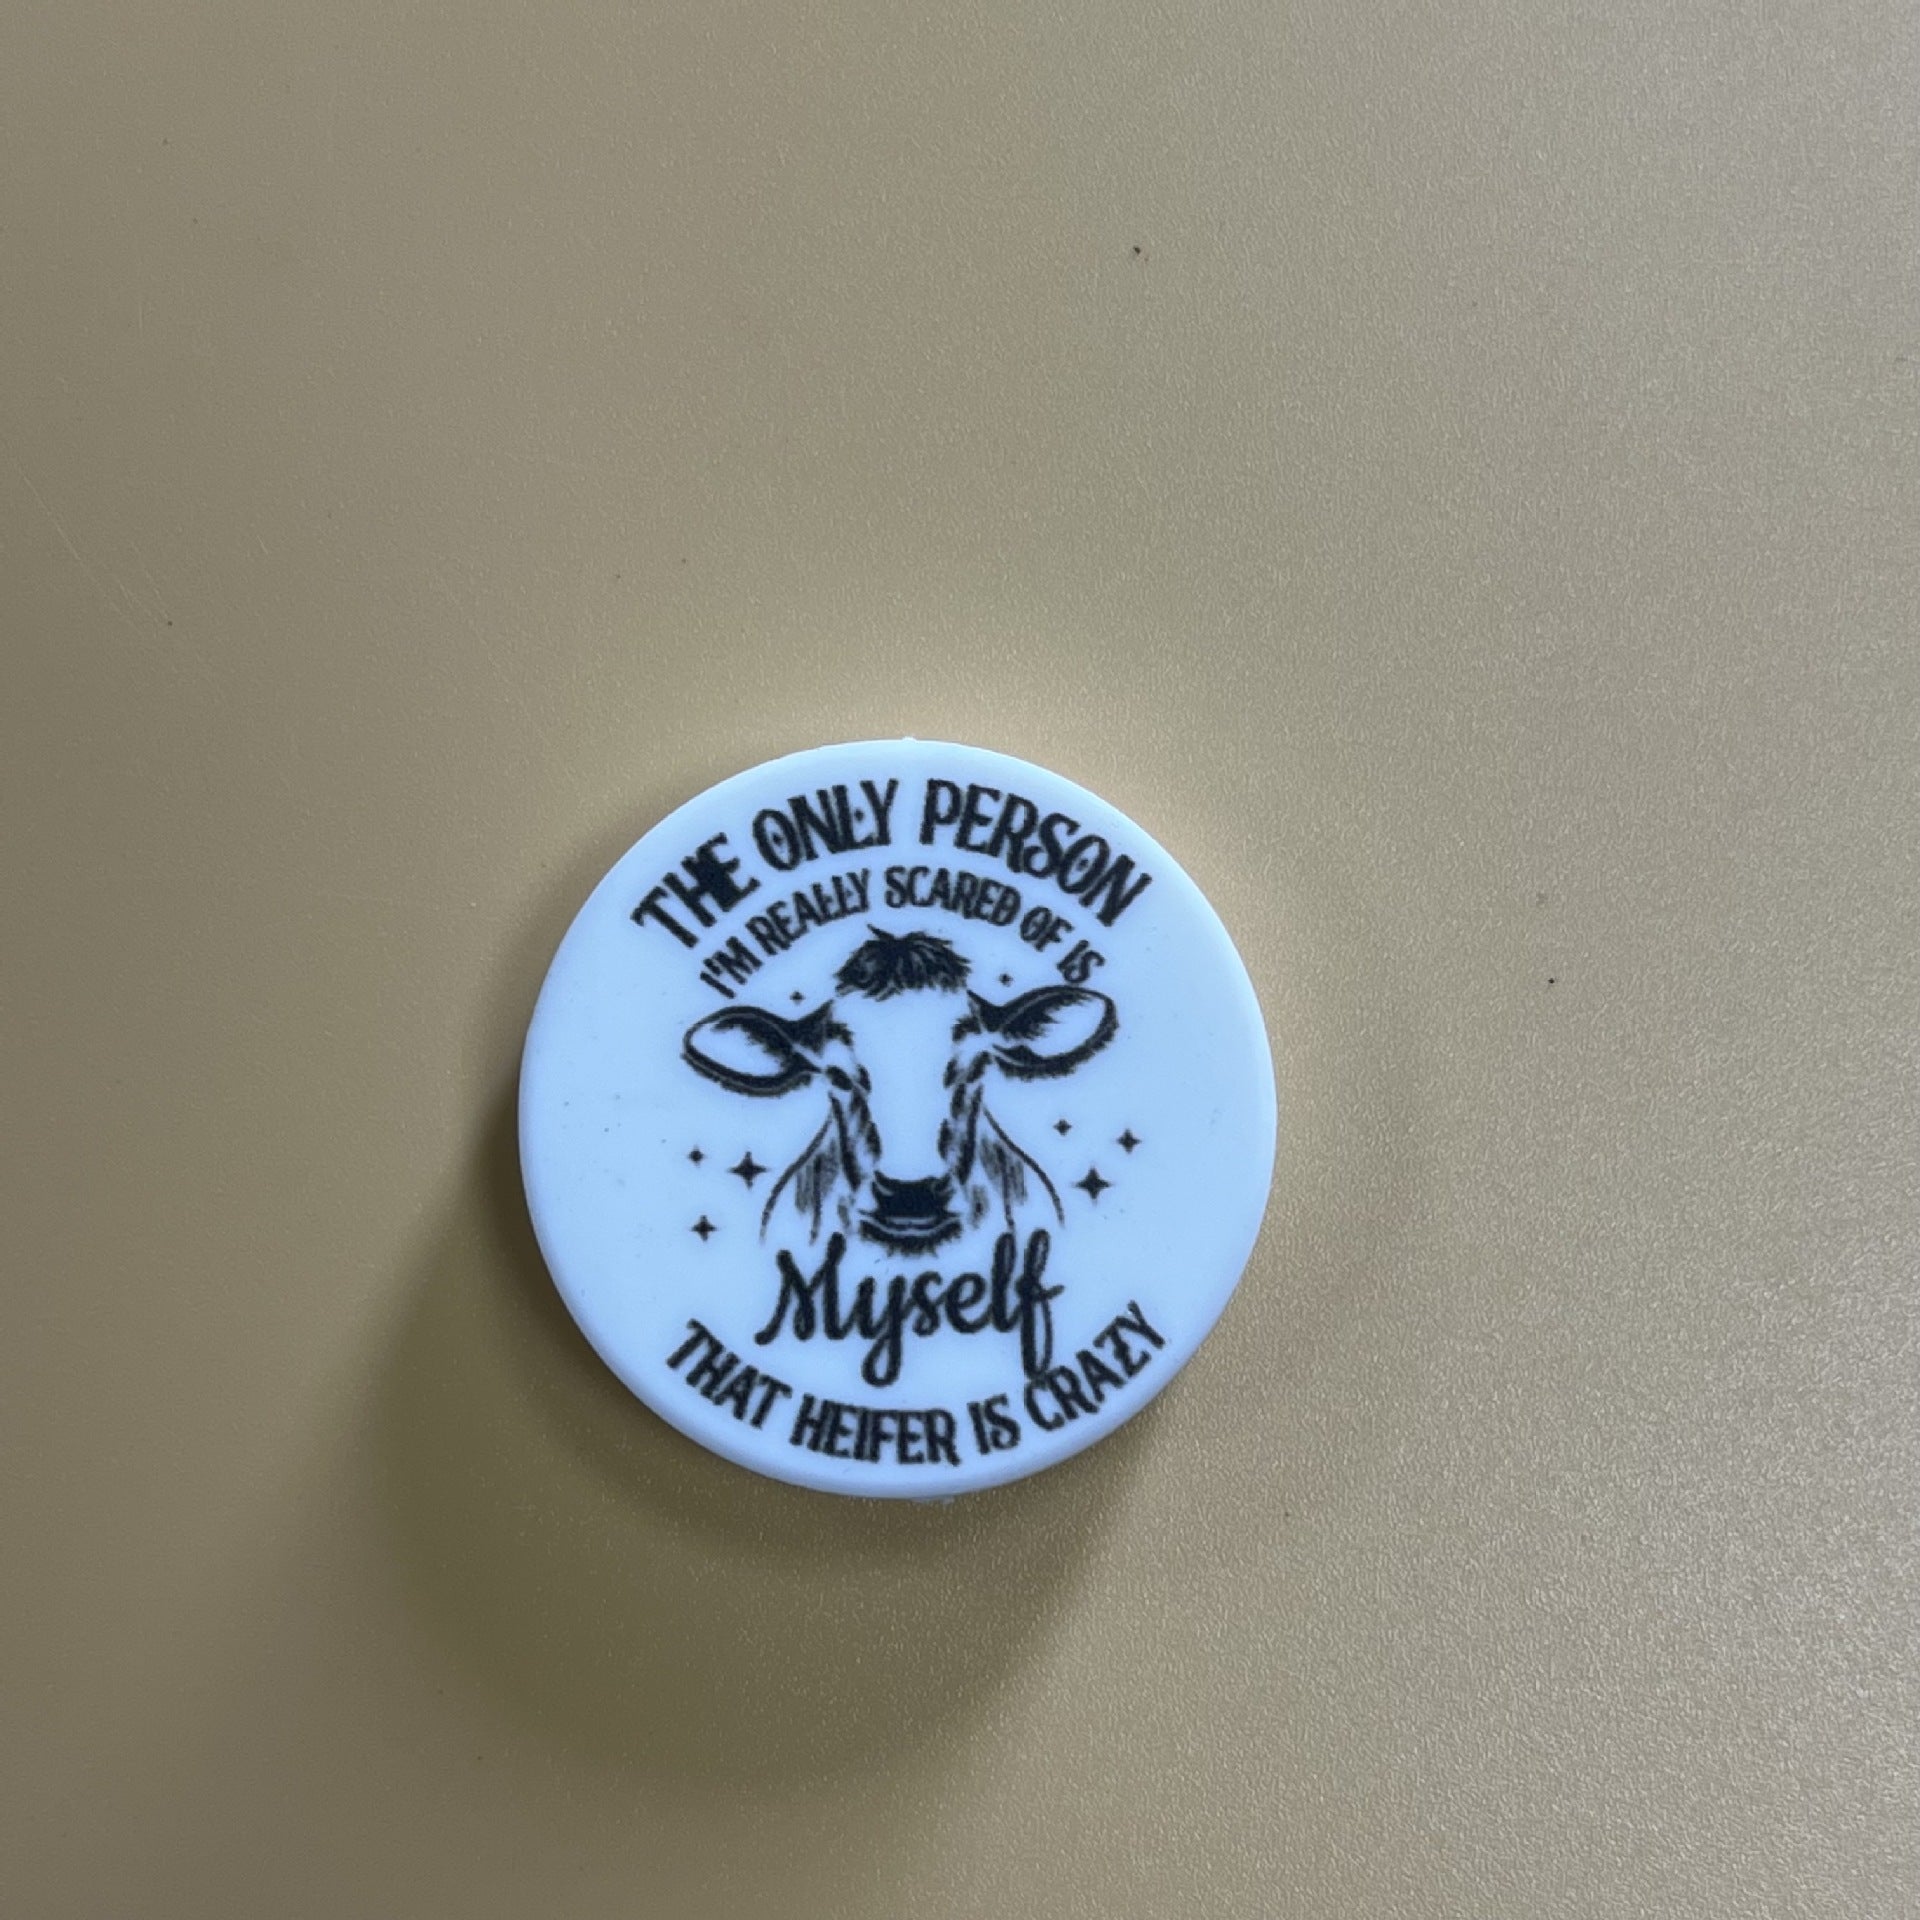 THE ONLY PERSON
I'M REALLY SCARED OF IS
Myself
THAT HEIFER IS CRAZY